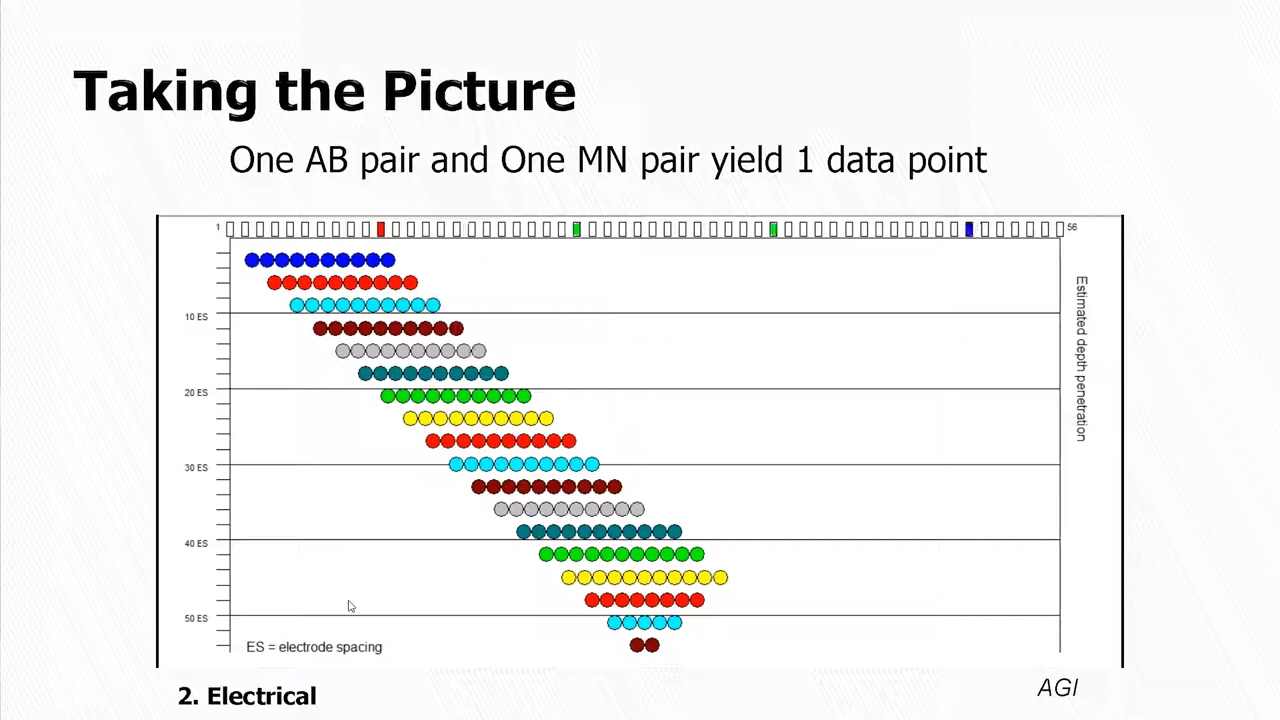 Taking the Picture
One AB pair and One MN pair yield 1 data point
1
56
10 ES
20 ES
30 ES
40 ES
50 ES
Estimated depth penetration
ES = electrode spacing
2. Electrical
AGI